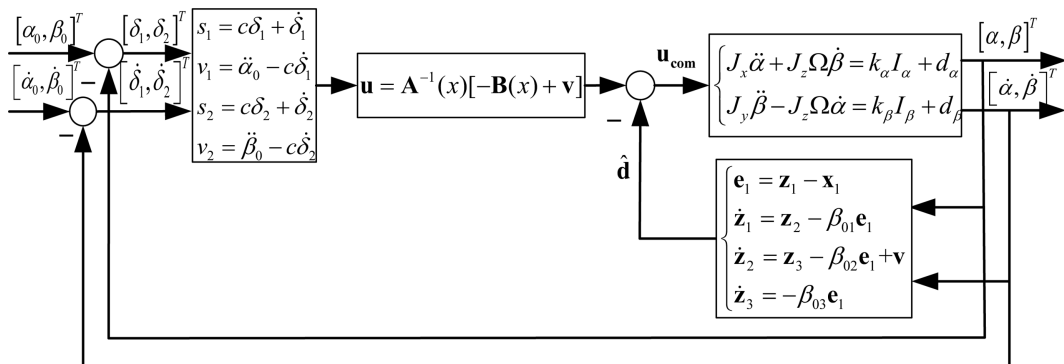 [α₀,β₀]ᵀ
[δ₁,δ₂]ᵀ
−
[α̇₀,β̇₀]ᵀ
[δ̇₁,δ̇₂]ᵀ
−
s₁ = cδ₁ + δ̇₁
v₁ = α̈₀ − cδ̇₁
s₂ = cδ₂ + δ̇₂
v₂ = β̈₀ − cδ̇₂
u = A⁻¹(x)[−B(x) + v]
−
u_com
J_xα̈ + J_zΩβ̇ = k_αI_α + d_α
J_yβ̈ − J_zΩα̇ = k_βI_β + d_β
[α,β]ᵀ
[α̇,β̇]ᵀ
d̂
e₁ = z₁ − x₁
ż₁ = z₂ − β₀₁e₁
ż₂ = z₃ − β₀₂e₁+v
ż₃ = −β₀₃e₁